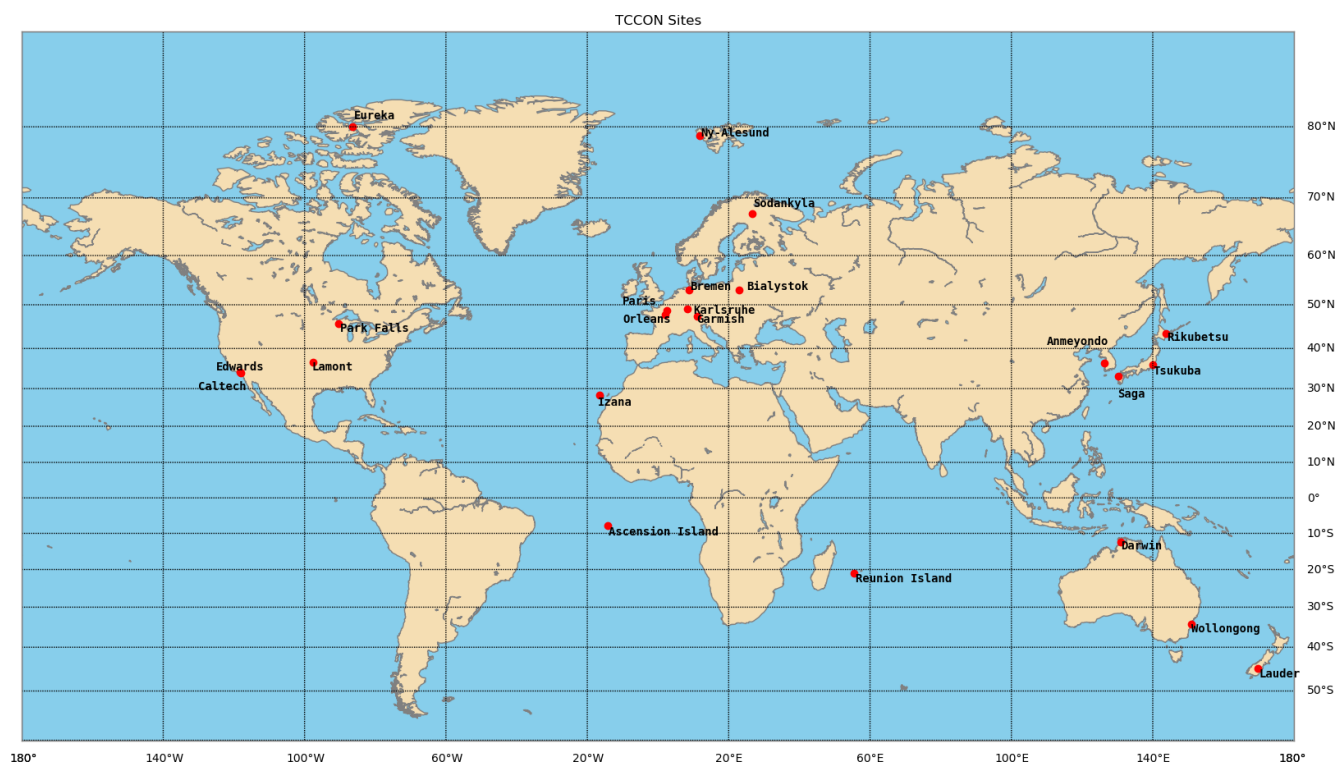 TCCON Sites
Eureka
80°N
Ny-Alesund
70°N
Sodankyla
60°N
Bremen
Bialystok
Paris
50°N
Karlsruhe
Orleans
Garmish
Park Falls
Rikubetsu
Anmeyondo
40°N
Edwards
Lamont
Tsukuba
Caltech
30°N
Saga
Izana
20°N
10°N
0°
Ascension Island
10°S
Darwin
20°S
Reunion Island
30°S
Wollongong
40°S
Lauder
50°S
180° 140°W 100°W 60°W 20°W 20°E 60°E 100°E 140°E 180°